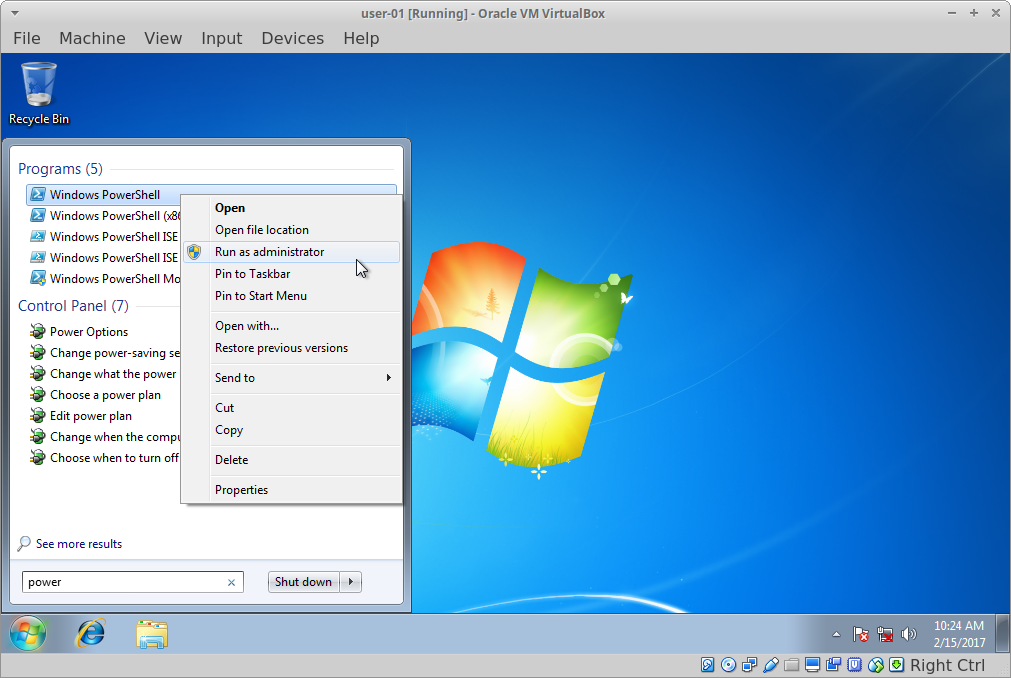 user-01 [Running] - Oracle VM VirtualBox
File Machine View Input Devices Help
Recycle Bin
Programs (5)
Windows PowerShell
Windows PowerShell (x86
Windows PowerShell ISE
Windows PowerShell ISE
Windows PowerShell Mo
Control Panel (7)
Power Options
Change power-saving se
Change what the power
Choose a power plan
Edit power plan
Change when the compu
Choose when to turn off
See more results
power
Shut down
Open
Open file location
Run as administrator
Pin to Taskbar
Pin to Start Menu
Open with...
Restore previous versions
Send to
Cut
Copy
Delete
Properties
10:24 AM
2/15/2017
Right Ctrl